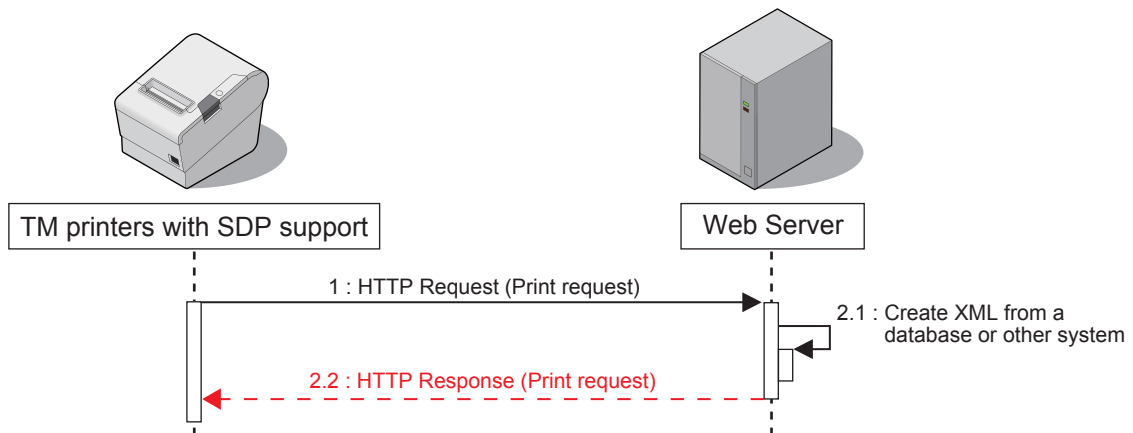 TM printers with SDP support
Web Server
1 : HTTP Request (Print request)
2.1 : Create XML from a
database or other system
2.2 : HTTP Response (Print request)